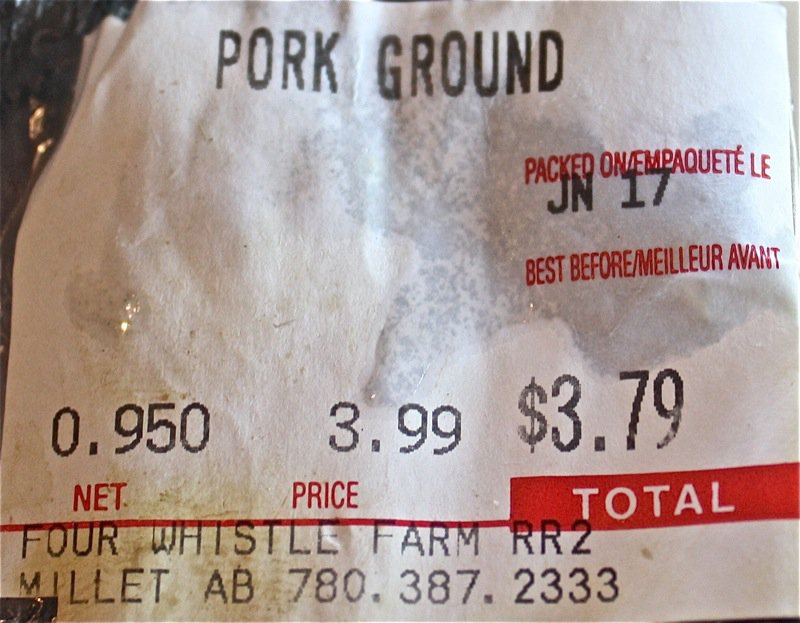 PORK GROUND
PACKED ON/EMPAQUETÉ LE
JN 17
BEST BEFORE/MEILLEUR AVANT
0.950 3.99 $3.79
NET PRICE TOTAL
FOUR WHISTLE FARM RR2
MILLET AB 780.387.2333